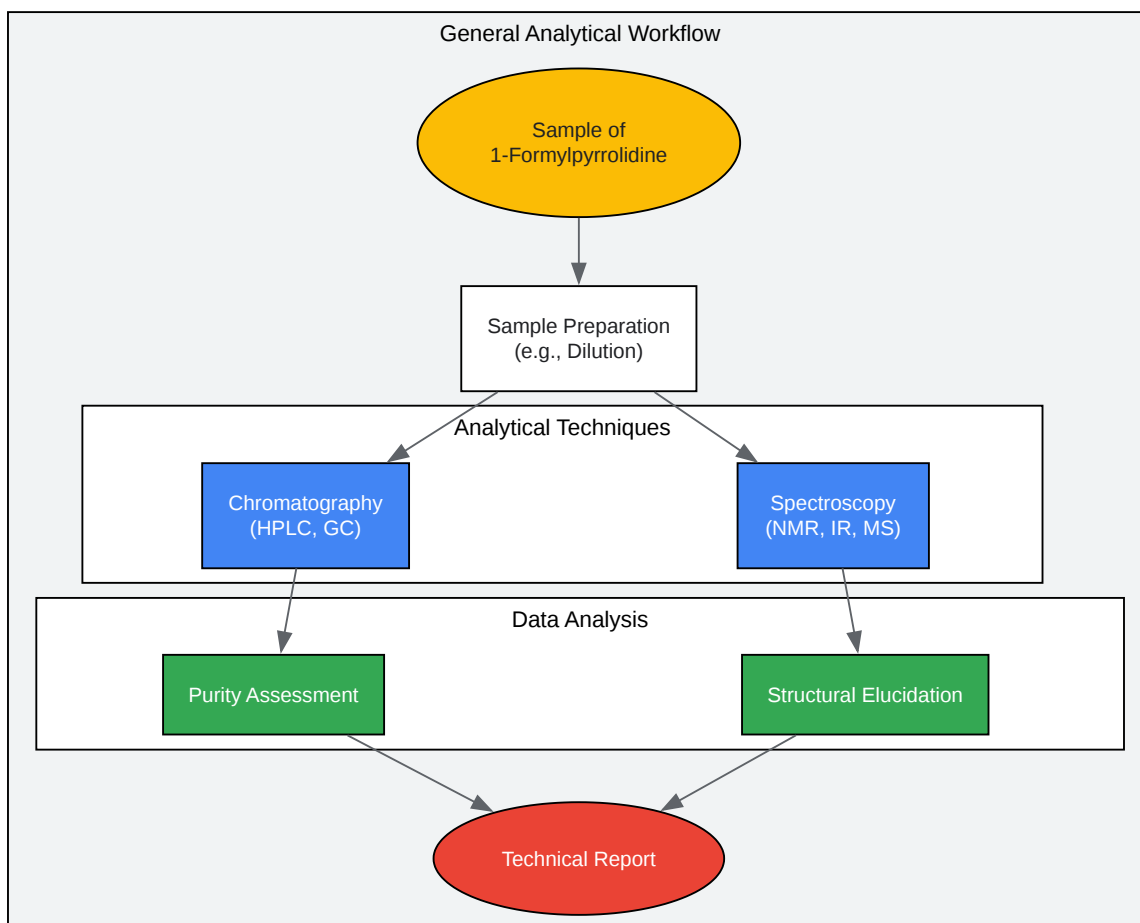 General Analytical Workflow
Sample of
1-Formylpyrrolidine
Sample Preparation
(e.g., Dilution)
Analytical Techniques
Chromatography
(HPLC, GC)
Spectroscopy
(NMR, IR, MS)
Data Analysis
Purity Assessment
Structural Elucidation
Technical Report